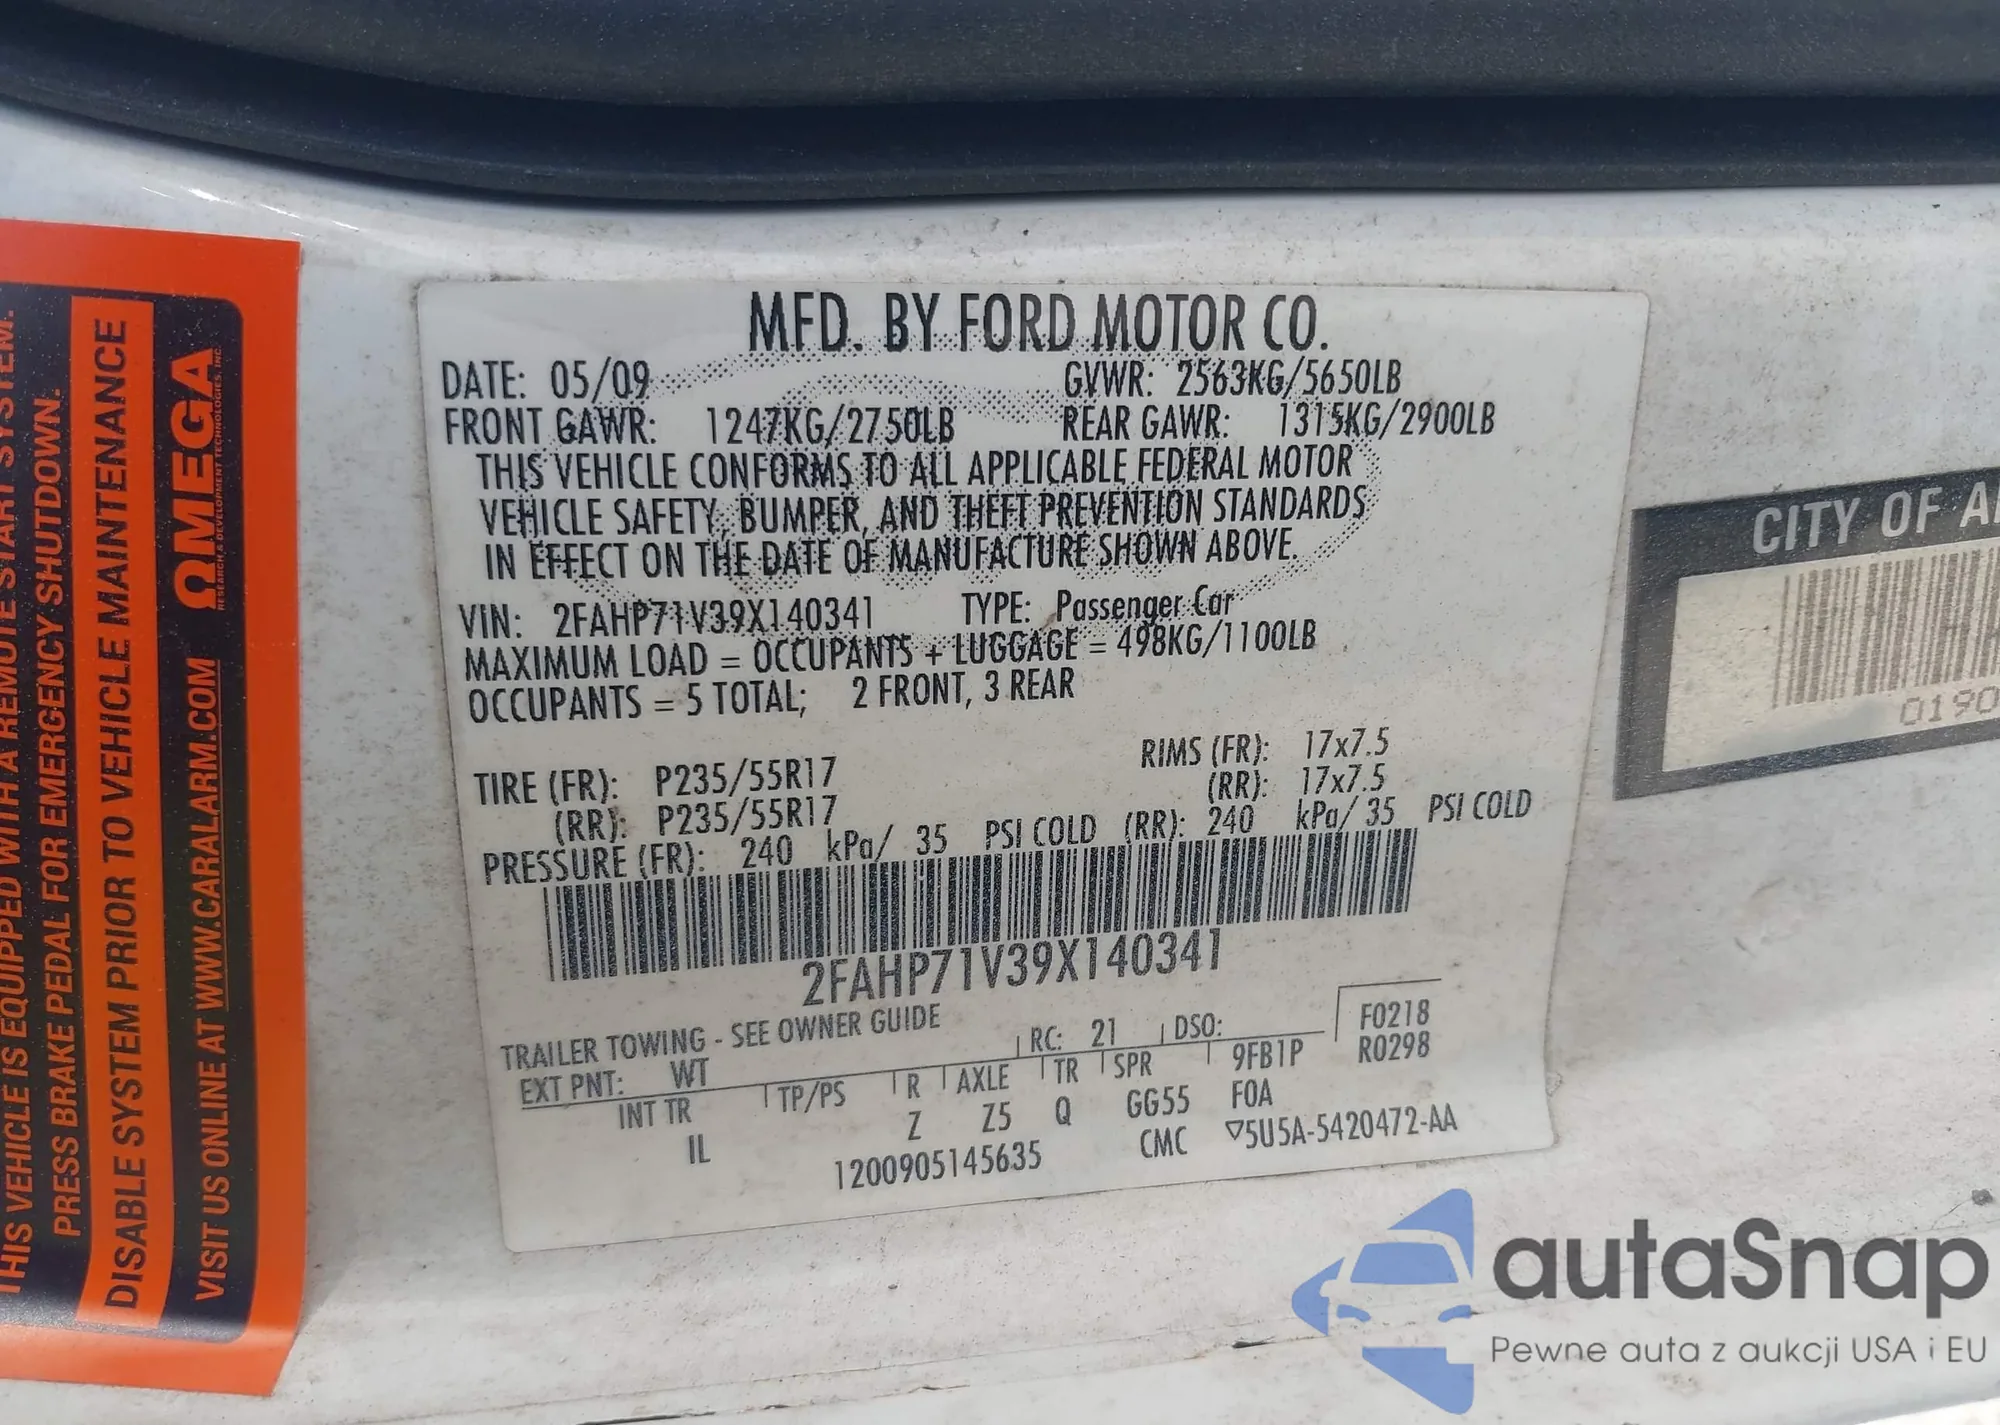 THIS VEHICLE IS EQUIPPED WITH A REMOTE START SYSTEM.
PRESS BRAKE PEDAL FOR EMERGENCY SHUTDOWN.
DISABLE SYSTEM PRIOR TO VEHICLE MAINTENANCE
VISIT US ONLINE AT WWW.CARALARM.COM
ΩMEGA
RESEARCH & DEVELOPMENT TECHNOLOGIES, INC.
MFD. BY FORD MOTOR CO.
DATE: 05/09 GVWR: 2563KG/5650LB
FRONT GAWR: 1247KG/2750LB REAR GAWR: 1315KG/2900LB
THIS VEHICLE CONFORMS TO ALL APPLICABLE FEDERAL MOTOR
VEHICLE SAFETY, BUMPER, AND THEFT PREVENTION STANDARDS
IN EFFECT ON THE DATE OF MANUFACTURE SHOWN ABOVE.
VIN: 2FAHP71V39X140341 TYPE: Passenger Car
MAXIMUM LOAD = OCCUPANTS + LUGGAGE = 498KG/1100LB
OCCUPANTS = 5 TOTAL; 2 FRONT, 3 REAR
TIRE (FR): P235/55R17 RIMS (FR): 17x7.5
(RR): P235/55R17 (RR): 17x7.5
PRESSURE (FR): 240 kPa/ 35 PSI COLD (RR): 240 kPa/ 35 PSI COLD
2FAHP71V39X140341
TRAILER TOWING - SEE OWNER GUIDE
EXT PNT: WT RC: 21 DSO: F0218
INT TR TP/PS R AXLE TR SPR 9FB1P R0298
IL Z Z5 Q GG55 FOA
1200905145635 CMC ▽5U5A-5420472-AA
CITY OF
0190
autaSnap
Pewne auta z aukcji USA i EU